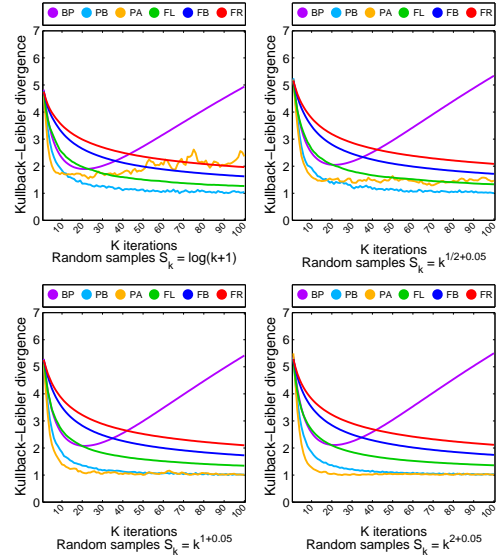 BP PB PA FL FB FR
Kullback−Leibler divergence
7
6
5
4
3
2
1
0
10 20 30 40 50 60 70 80 90 100
K iterations
Random samples S_k = log(k+1)
BP PB PA FL FB FR
Kullback−Leibler divergence
7
6
5
4
3
2
1
0
10 20 30 40 50 60 70 80 90 100
K iterations
Random samples S_k = k^1/2+0.05
BP PB PA FL FB FR
Kullback−Leibler divergence
7
6
5
4
3
2
1
0
10 20 30 40 50 60 70 80 90 100
K iterations
Random samples S_k = k^1+0.05
BP PB PA FL FB FR
Kullback−Leibler divergence
7
6
5
4
3
2
1
0
10 20 30 40 50 60 70 80 90 100
K iterations
Random samples S_k = k^2+0.05